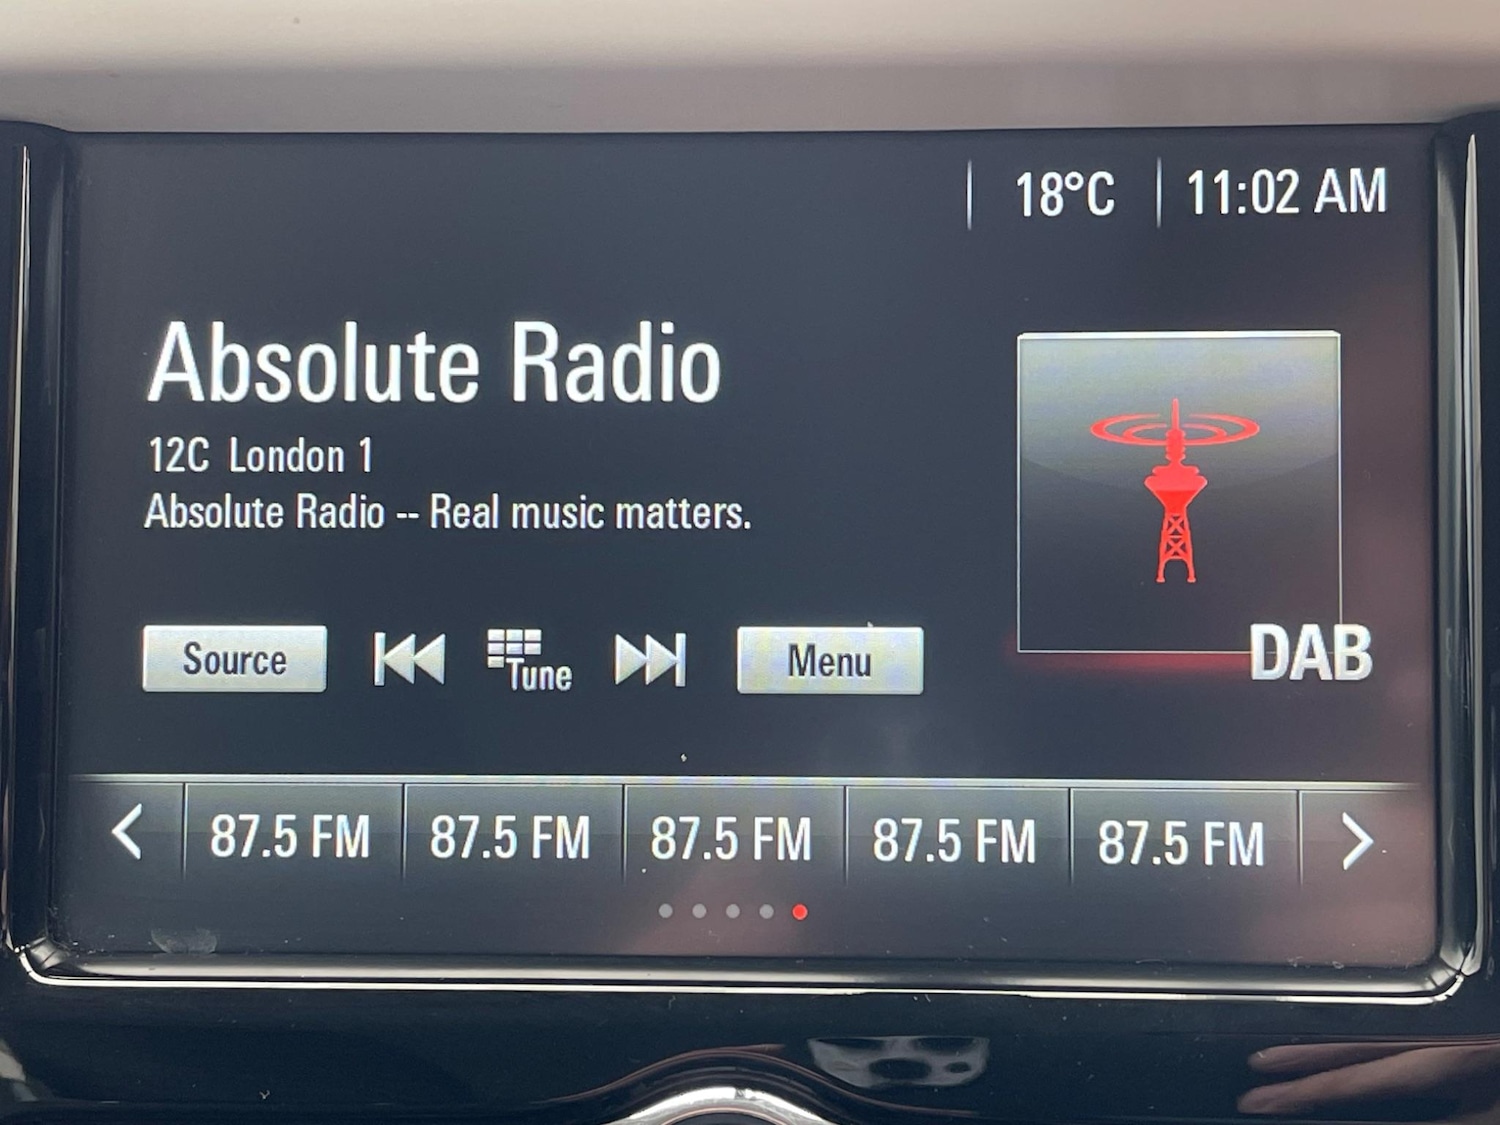 18°C 11:02 AM
Absolute Radio
12C London 1
Absolute Radio -- Real music matters.
Source Tune Menu
DAB
87.5 FM 87.5 FM 87.5 FM 87.5 FM 87.5 FM